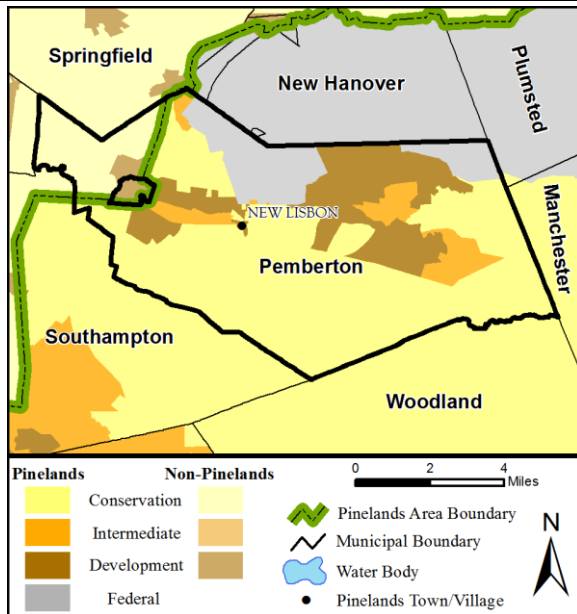 Springfield
New Hanover
Plumsted
Manchester
NEW LISBON
Pemberton
Southampton
Woodland
Pinelands Non-Pinelands
Conservation
Intermediate
Development
Federal
0 2 4
Miles
Pinelands Area Boundary
Municipal Boundary
Water Body
Pinelands Town/Village
N